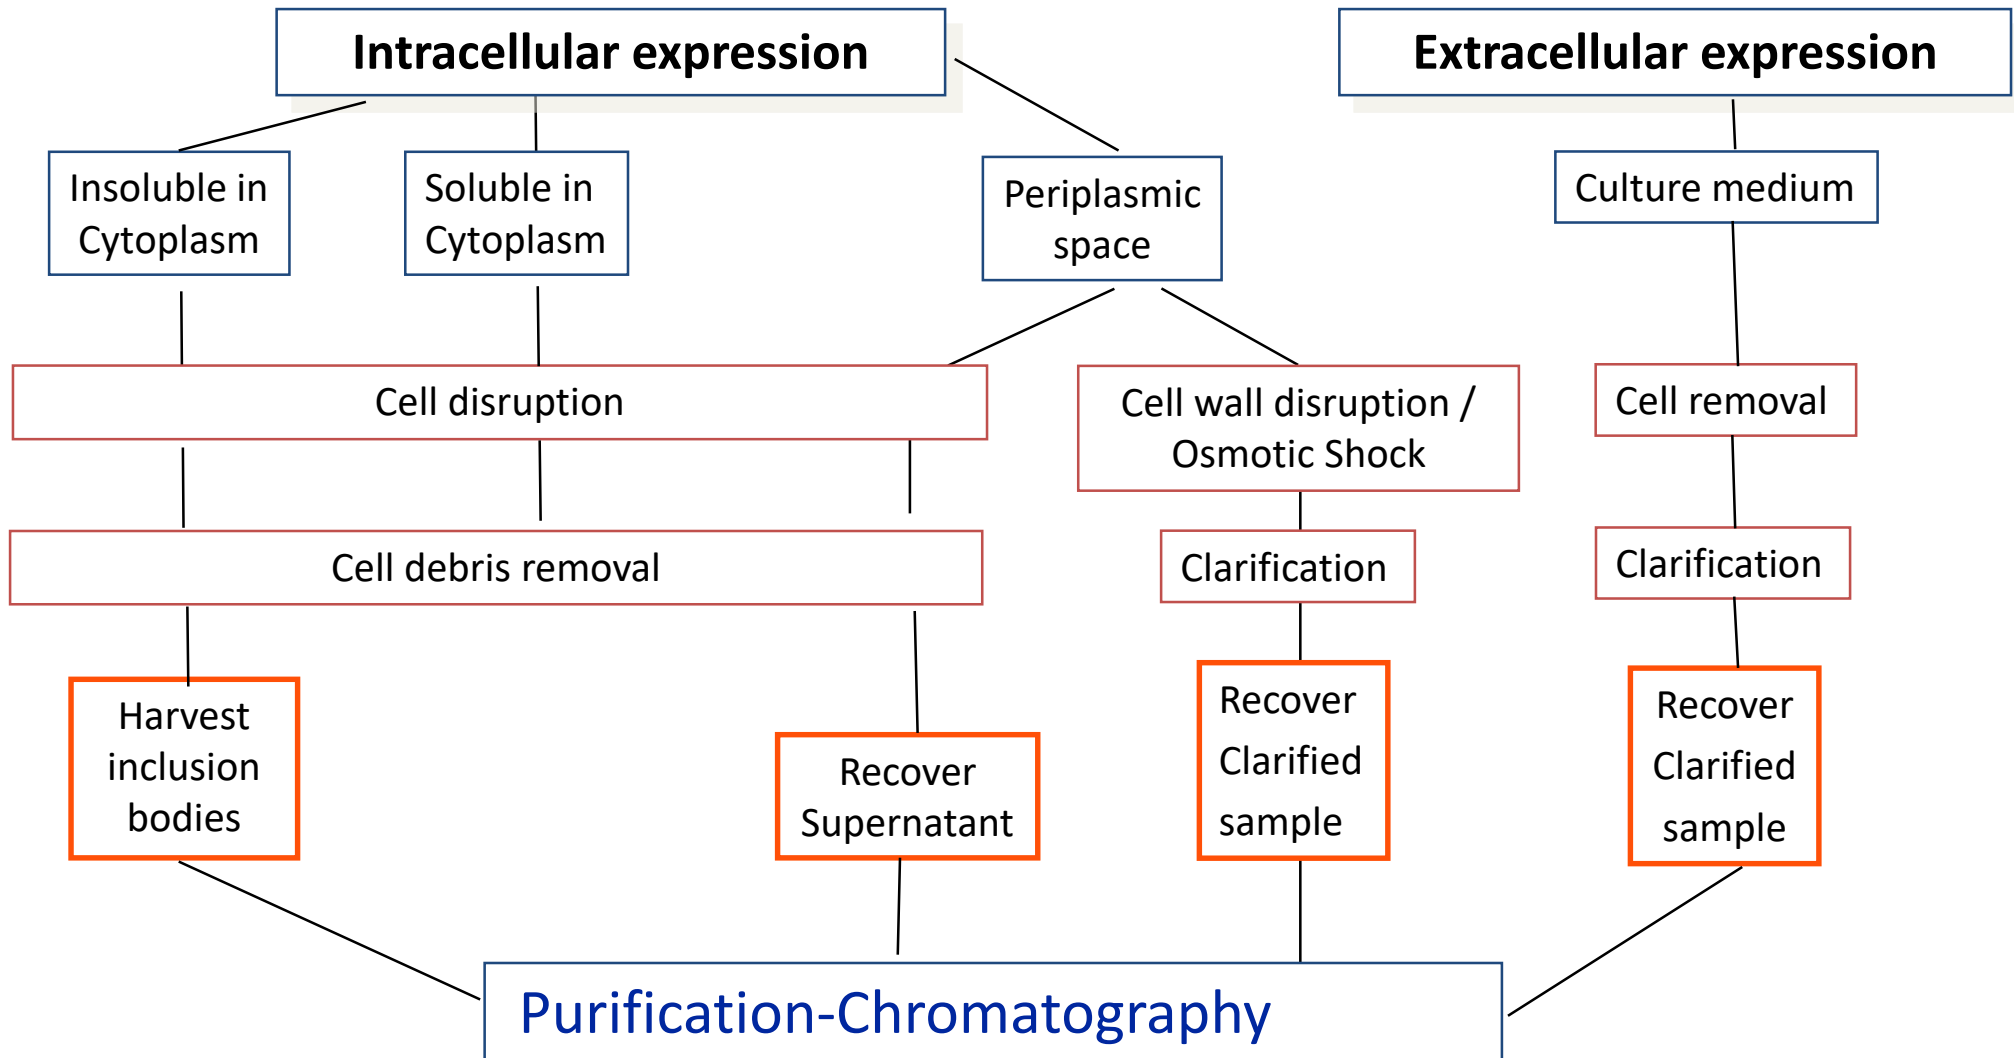 Intracellular expression
Extracellular expression
Insoluble in
Cytoplasm
Soluble in
Cytoplasm
Periplasmic
space
Culture medium
Cell disruption
Cell wall disruption /
Osmotic Shock
Cell removal
Cell debris removal
Clarification
Clarification
Harvest
inclusion
bodies
Recover
Supernatant
Recover
Clarified
sample
Recover
Clarified
sample
Purification-Chromatography